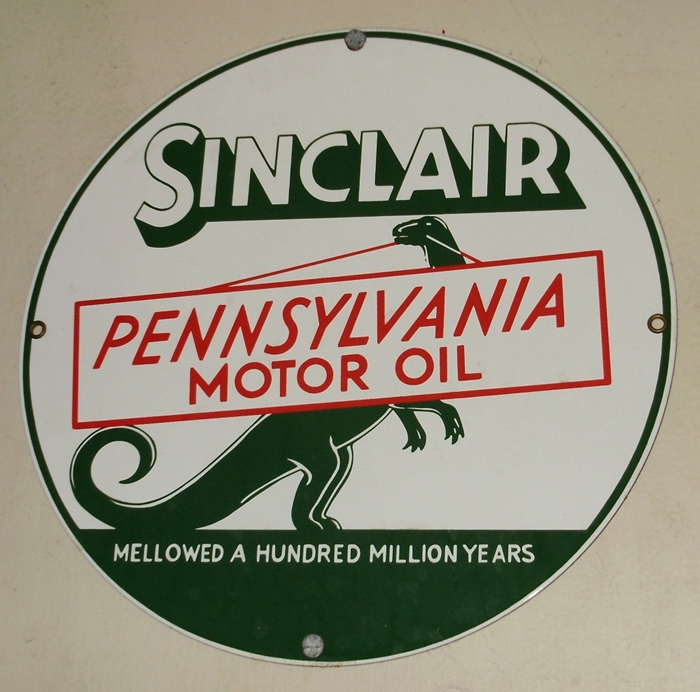 SINCLAIR
PENNSYLVANIA
MOTOR OIL
MELLOWED A HUNDRED MILLION YEARS